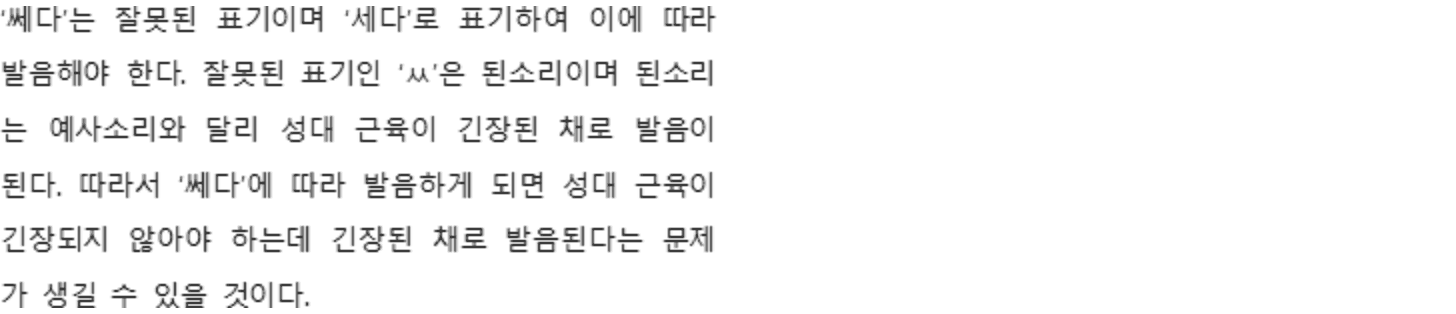 ‘쎄다’는 잘못된 표기이며 ‘세다’로 표기하여 이에 따라
발음해야 한다. 잘못된 표기인 ‘ㅆ’은 된소리이며 된소리
는 예사소리와 달리 성대 근육이 긴장된 채로 발음이
된다. 따라서 ‘쎄다’에 따라 발음하게 되면 성대 근육이
긴장되지 않아야 하는데 긴장된 채로 발음된다는 문제
가 생길 수 있을 것이다.